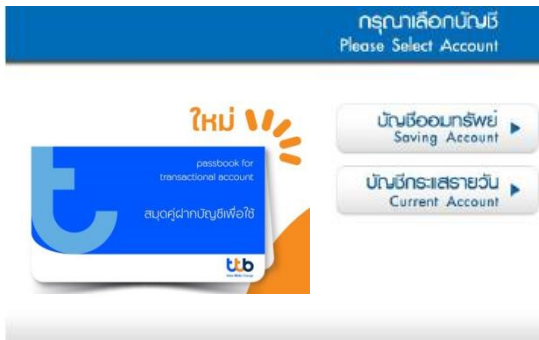 กรุณาเลือกบัญชี
Please Select Account
ใหม่
passbook for
transactional account
สมุดคู่ฝากบัญชีเพื่อใช้
ttb
บัญชีออมทรัพย์
Saving Account
บัญชีกระแสรายวัน
Current Account